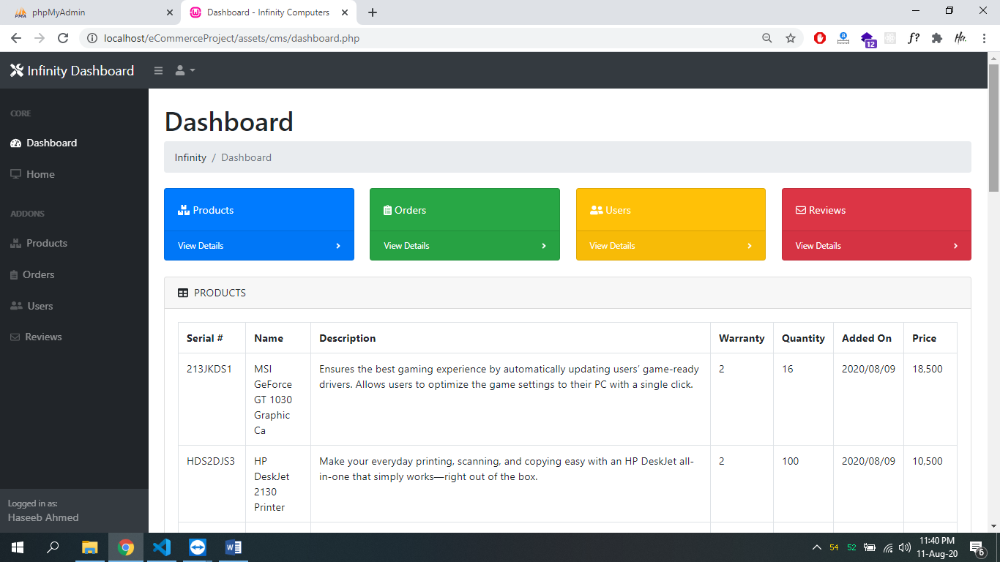 phpMyAdmin
Dashboard - Infinity Computers
localhost/eCommerceProject/assets/cms/dashboard.php
12
f?
Ha.
Infinity Dashboard
CORE
Dashboard
Home
ADDONS
Products
Orders
Users
Reviews
Logged in as:
Haseeb Ahmed
Dashboard
Infinity / Dashboard
Products
View Details
Orders
View Details
Users
View Details
Reviews
View Details
PRODUCTS
Serial # Name Description Warranty Quantity Added On Price
213JKDS1 MSI Ensures the best gaming experience by automatically updating users' game-ready 2 16 2020/08/09 18,500
GeForce drivers. Allows users to optimize the game settings to their PC with a single click.
GT 1030
Graphic
Ca
HDS2DJS3 HP Make your everyday printing, scanning, and copying easy with an HP DeskJet all- 2 100 2020/08/09 10,500
DeskJet in-one that simply works—right out of the box.
2130
Printer
54 52 11:40 PM
11-Aug-20
6